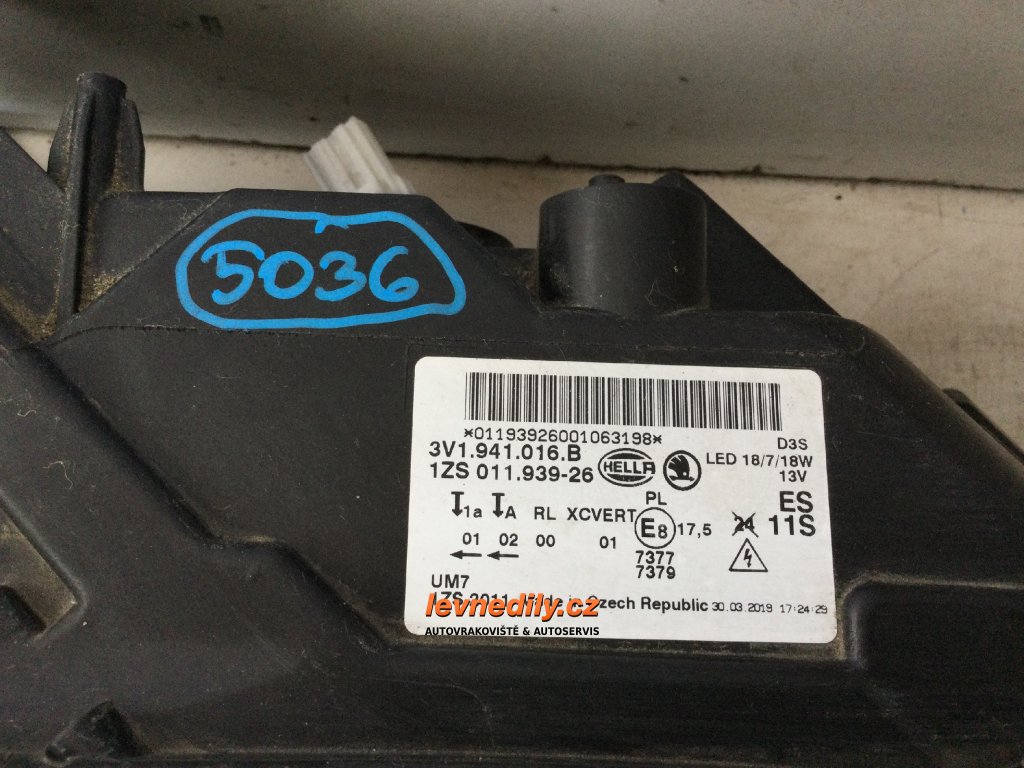 5036
*01193926001063198*
3V1.941.016.B
D3S
1ZS 011.939-26
HELLA
LED 18/7/18W
13V
1a A RL XCVERT PL ES
E8 17,5 24 11S
01 02 00 01
7377
7379
UM7
1ZS 2011 Czech Republic 30.03.2019 17:24:29
levnedily.cz
AUTOVRAKOVIŠTĚ & AUTOSERVIS